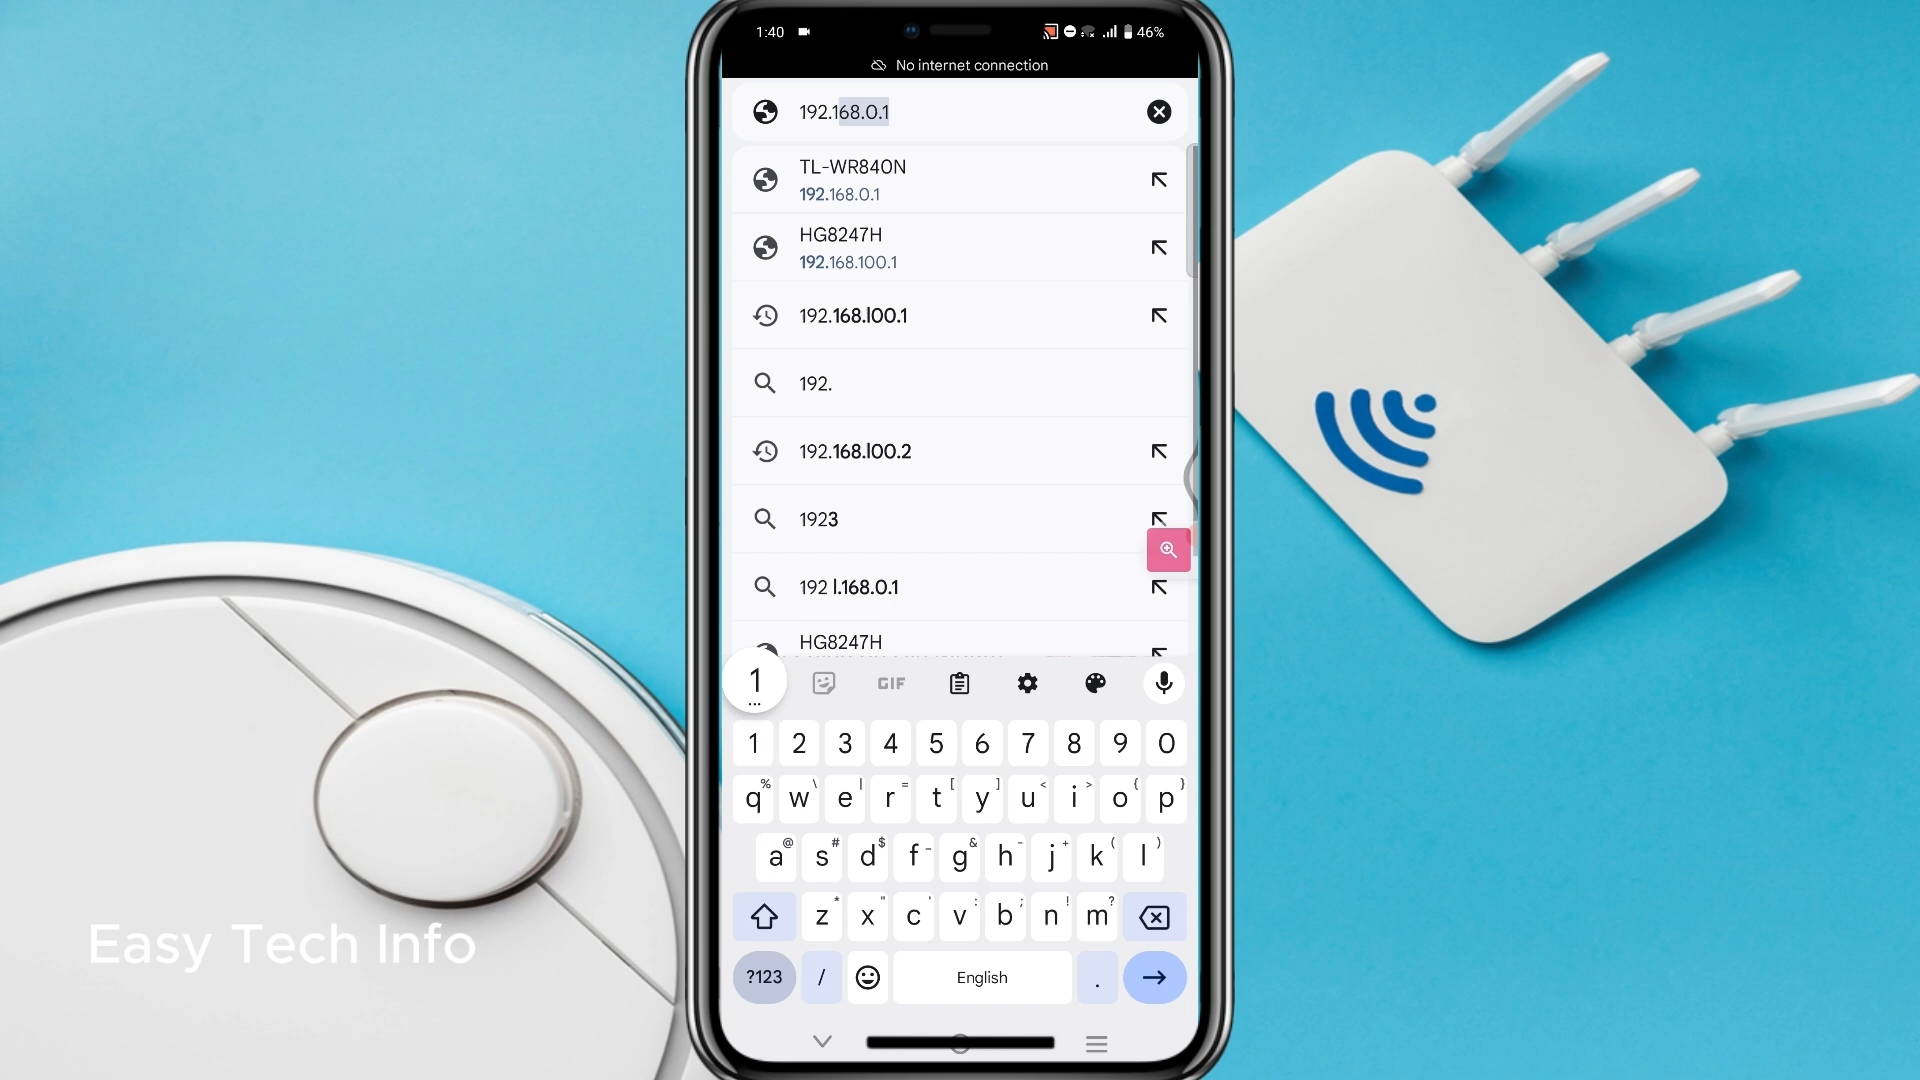 1:40
46%
No internet connection
192.168.0.1
TL-WR840N
192.168.0.1
HG8247H
192.168.100.1
192.168.l00.1
192.
192.168.l00.2
1923
192 l.168.0.1
HG8247H
1
...
GIF
1 2 3 4 5 6 7 8 9 0
q % w \ e | r = t [ y ] u < i > o { p }
a @ s # d $ f - g & h - j + k ( l )
z * x " c ' v : b ; n ! m ?
?123 / English .
Easy Tech Info